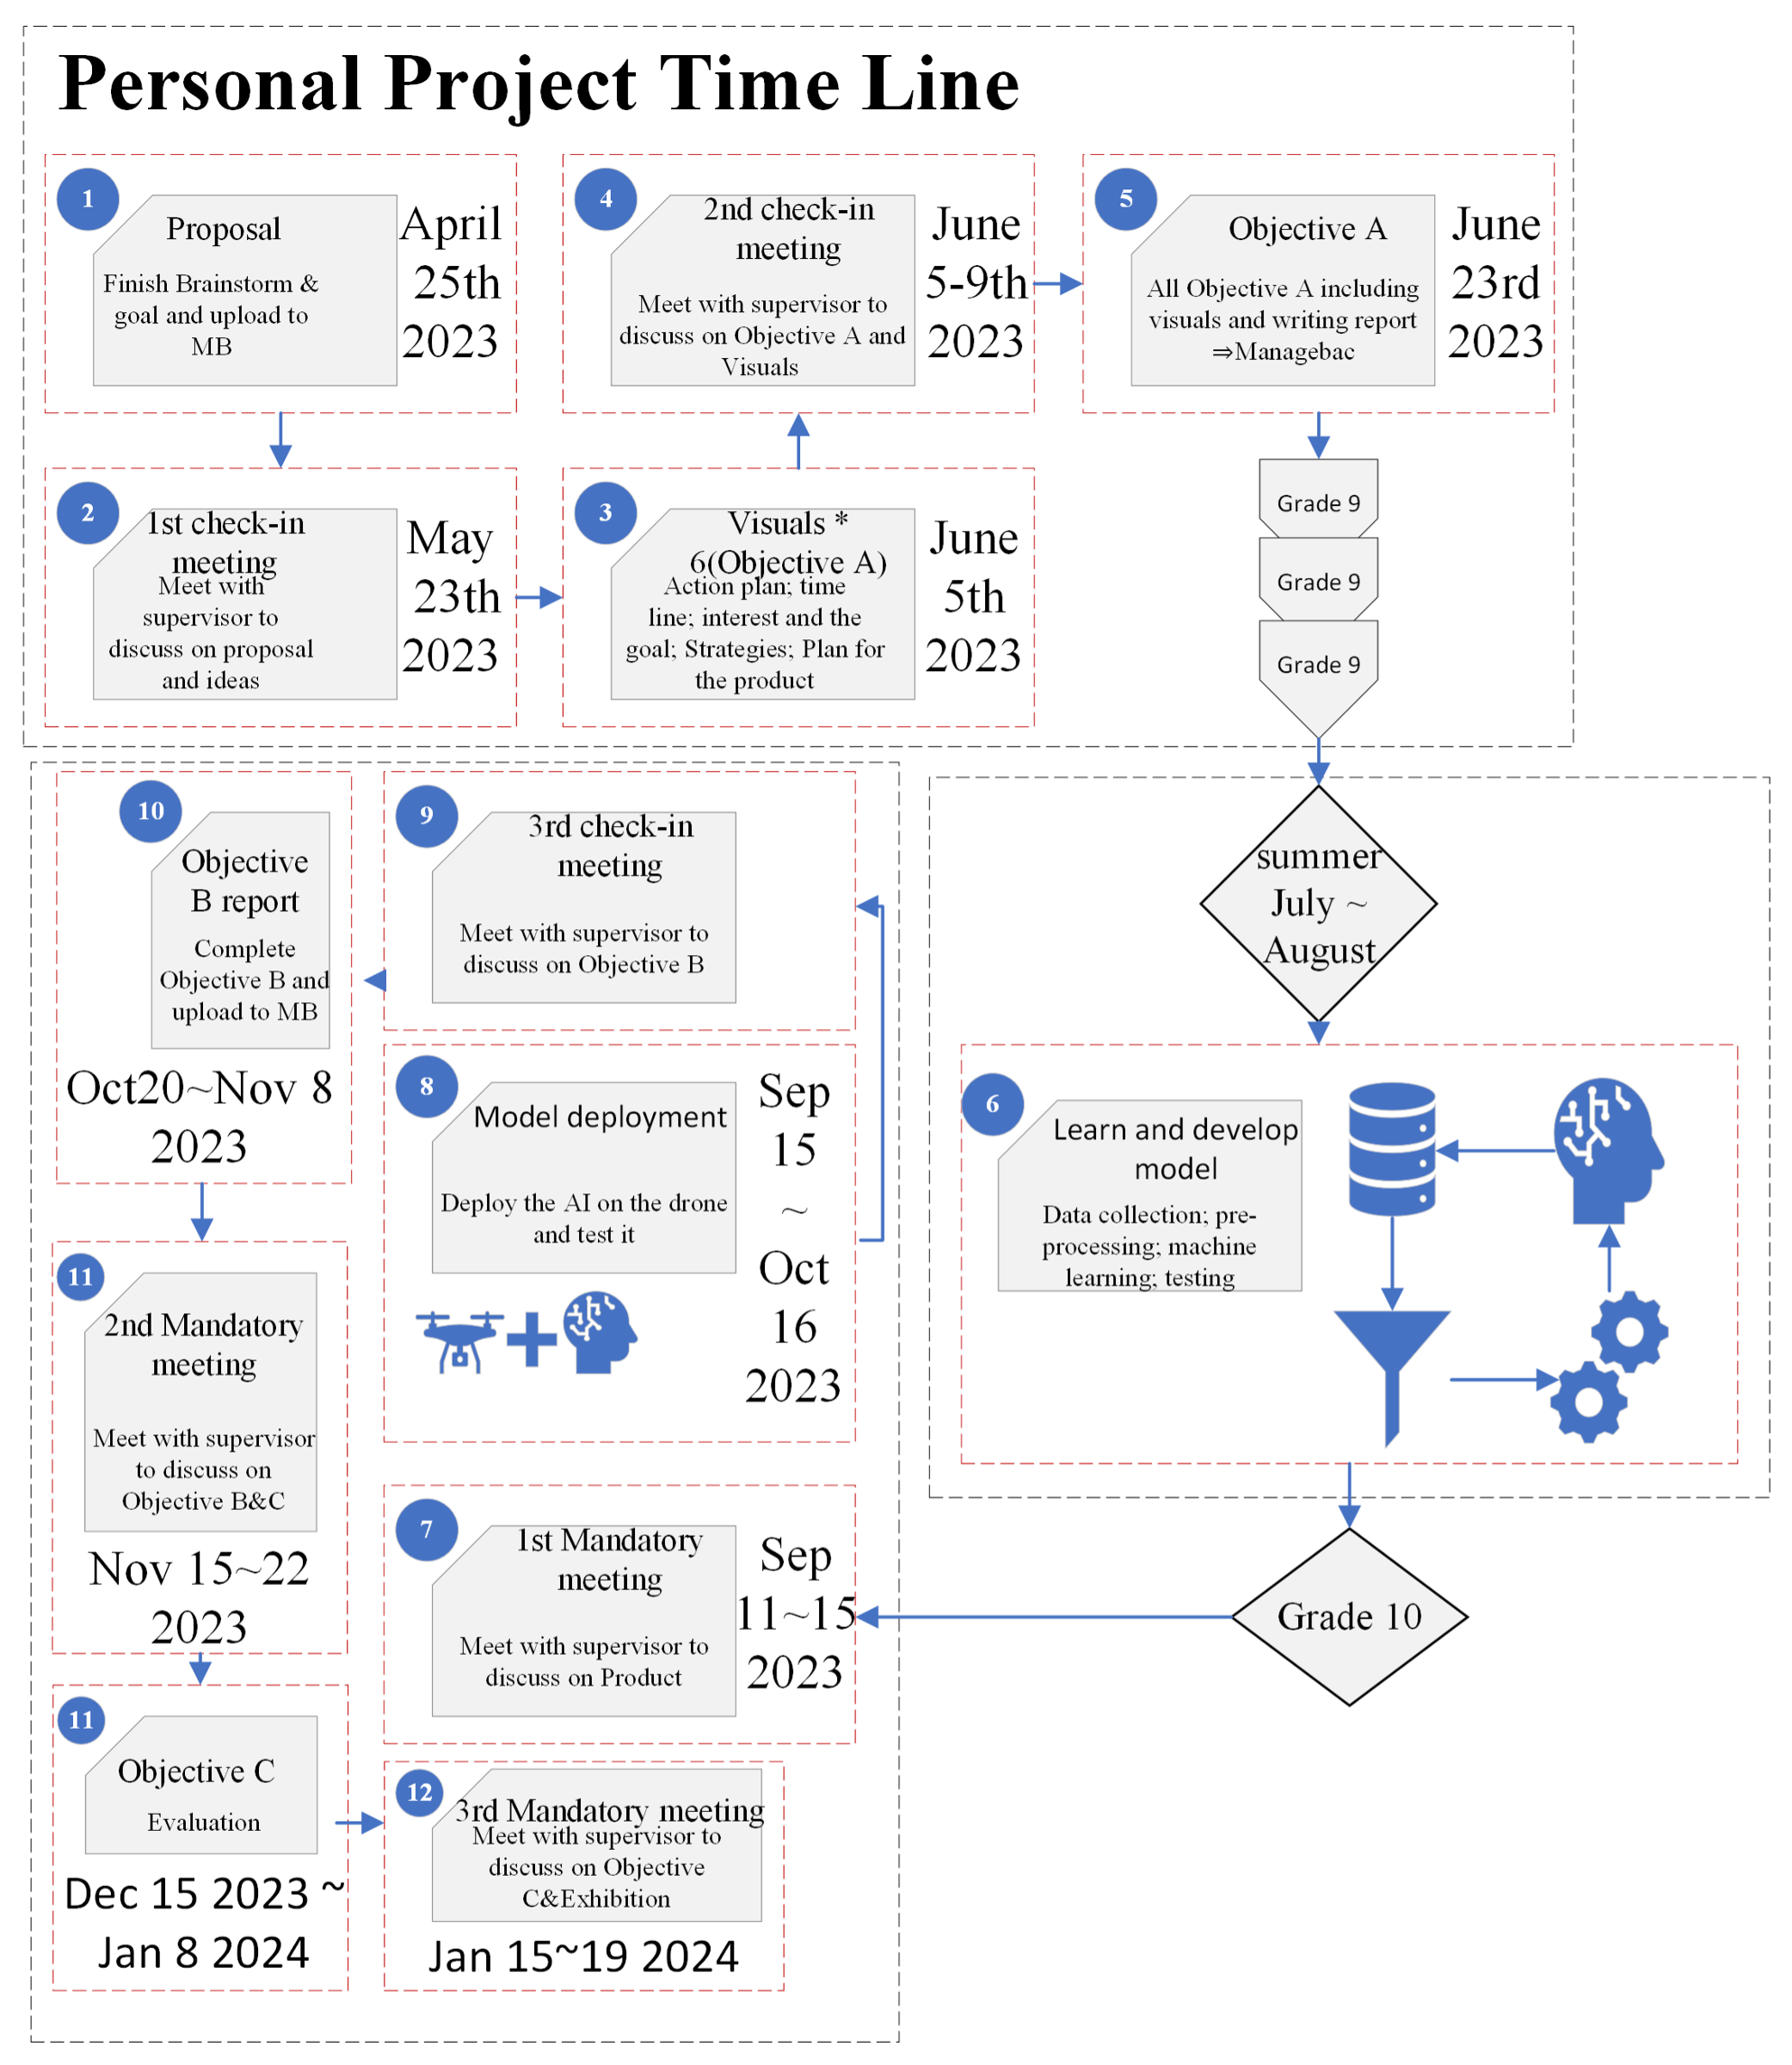 Personal Project Time Line
1
Proposal
Finish Brainstorm &
goal and upload to
MB
April
25th
2023
2
1st check-in
meeting
Meet with
supervisor to
discuss on proposal
and ideas
May
23th
2023
3
Visuals *
6(Objective A)
Action plan; time
line; interest and the
goal; Strategies; Plan for
the product
June
5th
2023
4
2nd check-in
meeting
Meet with supervisor to
discuss on Objective A and
Visuals
June
5-9th
2023
5
Objective A
All Objective A including
visuals and writing report
⇒Managebac
June
23rd
2023
Grade 9
Grade 9
Grade 9
summer
July ~
August
6
Learn and develop
model
Data collection; pre-
processing; machine
learning; testing
Grade 10
7
1st Mandatory
meeting
Meet with supervisor to
discuss on Product
Sep
11~15
2023
8
Model deployment
Deploy the AI on the drone
and test it
Sep
15
~
Oct
16
2023
9
3rd check-in
meeting
Meet with supervisor to
discuss on Objective B
10
Objective
B report
Complete
Objective B and
upload to MB
Oct20~Nov 8
2023
11
2nd Mandatory
meeting
Meet with supervisor
to discuss on
Objective B&C
Nov 15~22
2023
11
Objective C
Evaluation
Dec 15 2023 ~
Jan 8 2024
12
3rd Mandatory meeting
Meet with supervisor to
discuss on Objective
C&Exhibition
Jan 15~19 2024